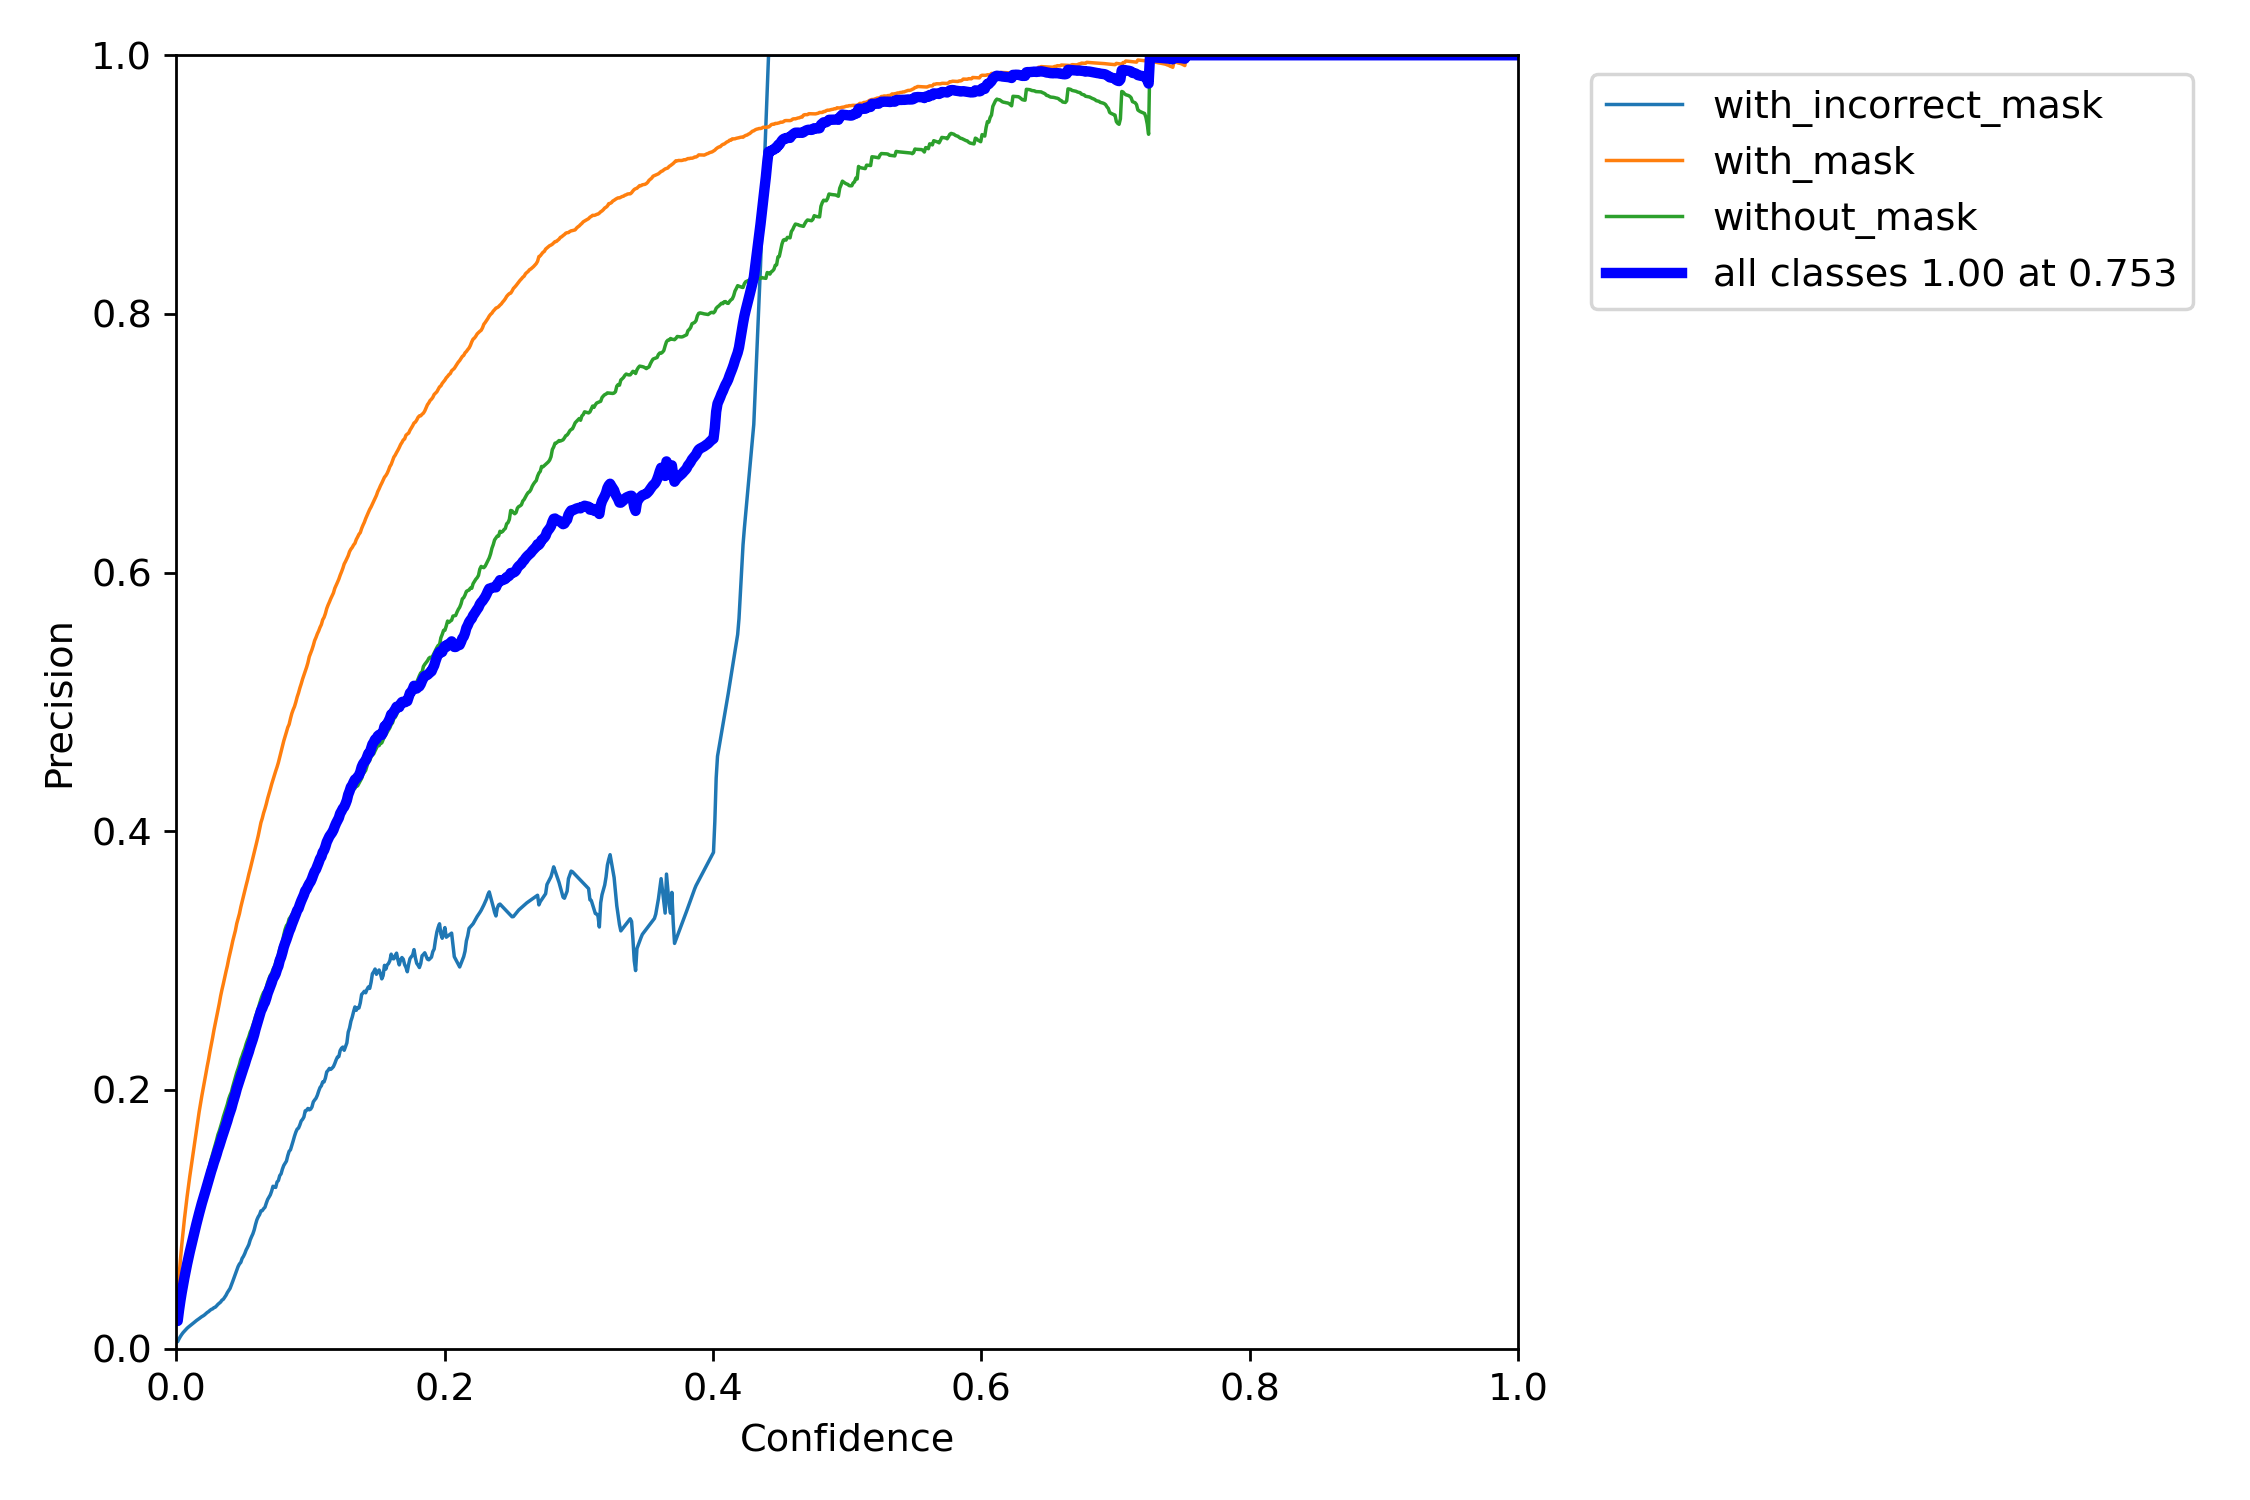 1.0
0.8
0.6
0.4
0.2
0.0
Precision
0.0 0.2 0.4 0.6 0.8 1.0
Confidence
with_incorrect_mask
with_mask
without_mask
all classes 1.00 at 0.753